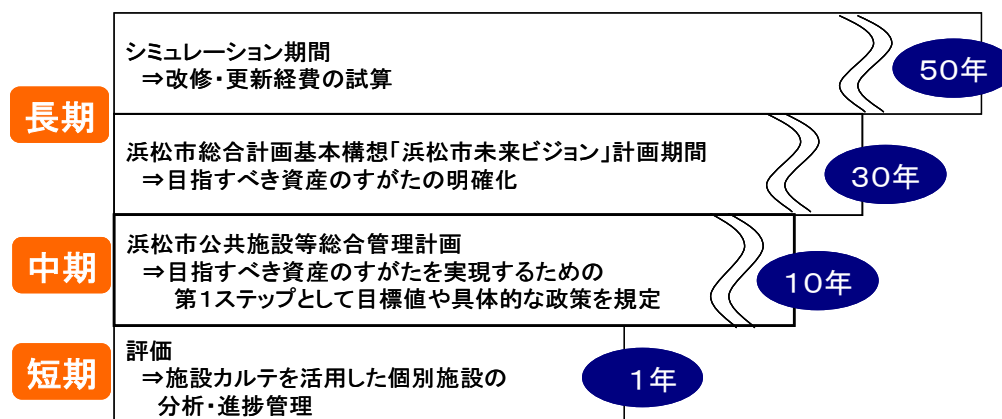 長期
シミュレーション期間
⇒改修・更新経費の試算
50年
浜松市総合計画基本構想「浜松市未来ビジョン」計画期間
⇒目指すべき資産のすがたの明確化
30年
中期
浜松市公共施設等総合管理計画
⇒目指すべき資産のすがたを実現するための
第1ステップとして目標値や具体的な政策を規定
10年
短期
評価
⇒施設カルテを活用した個別施設の
分析・進捗管理
1年